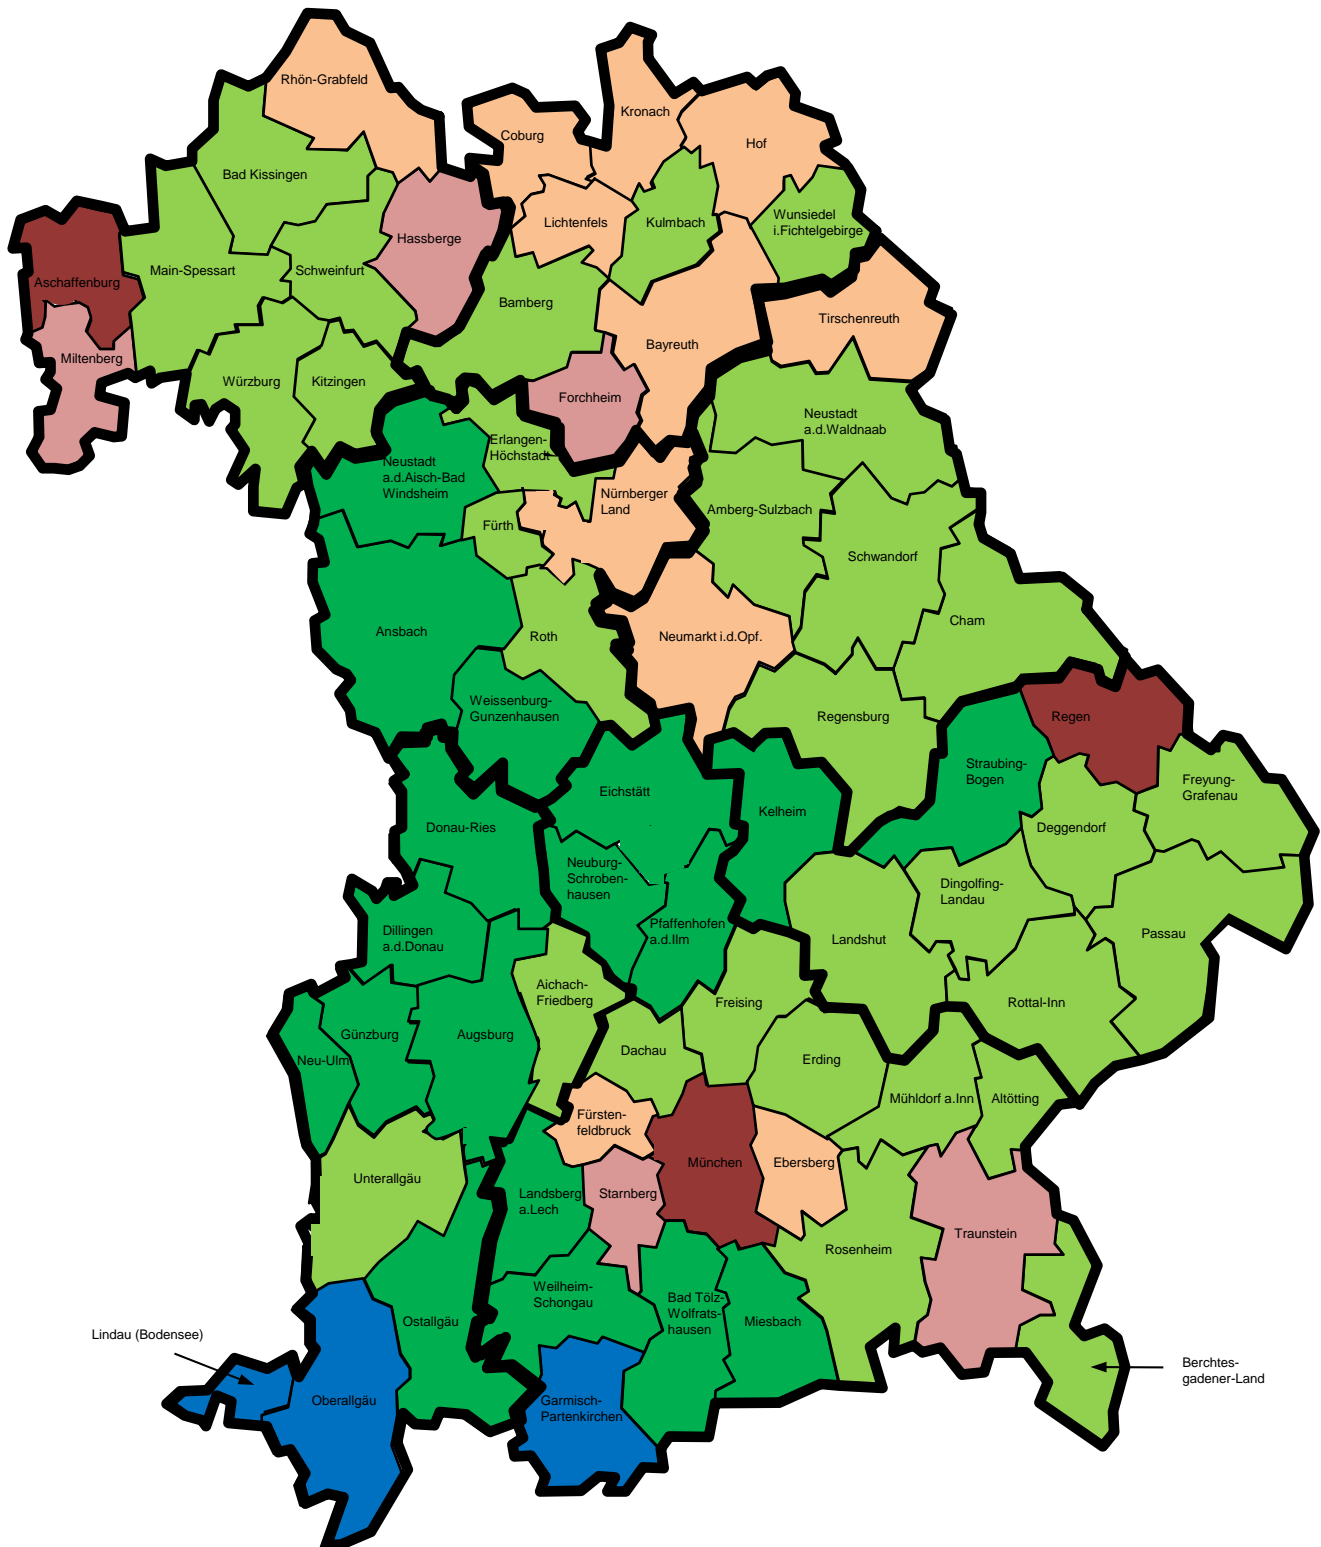 Rhön-Grabfeld
Kronach
Coburg
Hof
Bad Kissingen
Lichtenfels
Kulmbach
Wunsiedel
i.Fichtelgebirge
Hassberge
Main-Spessart
Schweinfurt
Aschaffenburg
Bamberg
Tirschenreuth
Bayreuth
Miltenberg
Würzburg
Kitzingen
Forchheim
Neustadt
a.d.Waldnaab
Erlangen-
Höchstadt
Neustadt
a.d.Aisch-Bad
Windsheim
Nürnberger
Land
Amberg-Sulzbach
Fürth
Schwandorf
Cham
Ansbach
Roth
Neumarkt i.d.Opf.
Weissenburg-
Gunzenhausen
Regensburg
Regen
Straubing-
Bogen
Freyung-
Grafenau
Eichstätt
Kelheim
Donau-Ries
Deggendorf
Neuburg-
Schroben-
hausen
Dingolfing-
Landau
Pfaffenhofen
a.d.Ilm
Dillingen
a.d.Donau
Landshut
Passau
Aichach-
Friedberg
Freising
Rottal-Inn
Günzburg
Augsburg
Neu-Ulm
Dachau
Erding
Mühldorf a.Inn
Altötting
Fürsten-
feldbruck
München
Ebersberg
Unterallgäu
Landsberg
a.Lech
Starnberg
Traunstein
Rosenheim
Weilheim-
Schongau
Bad Tölz-
Wolfrats-
hausen
Ostallgäu
Miesbach
Lindau (Bodensee)
Berchtes-
gadener-Land
Oberallgäu
Garmisch-
Partenkirchen